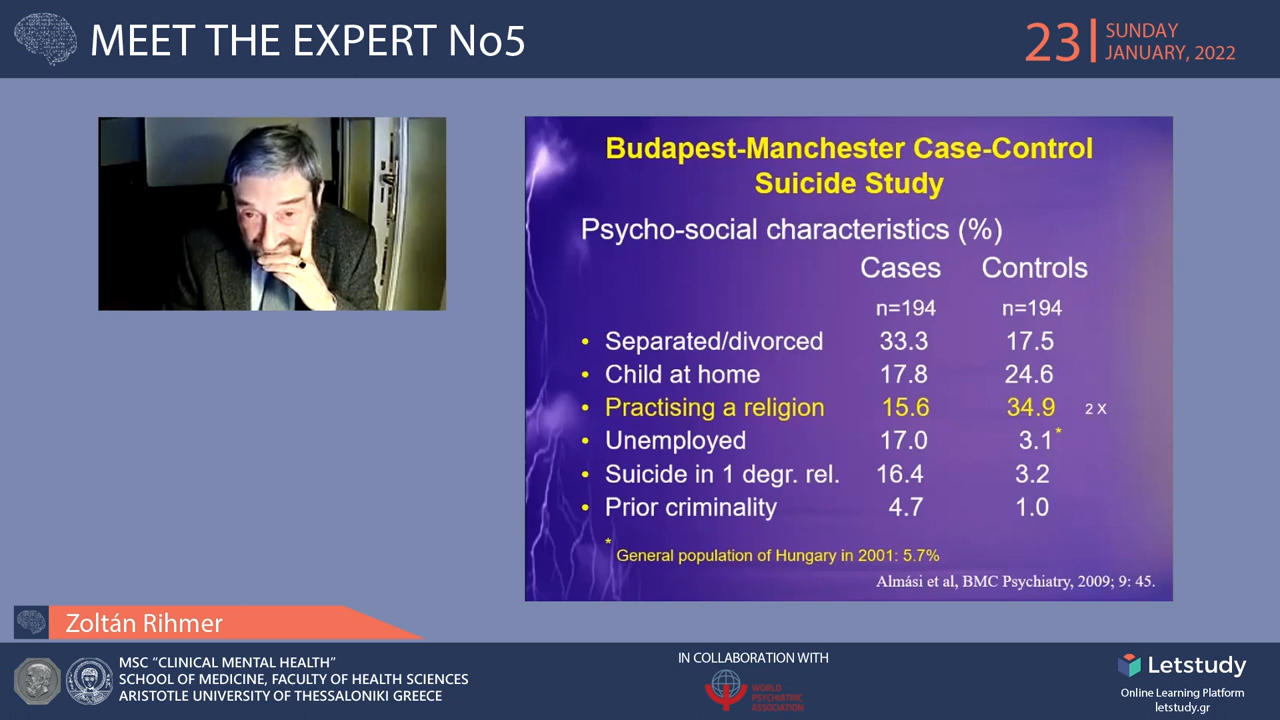 MEET THE EXPERT No5
23
SUNDAY
JANUARY, 2022
Budapest-Manchester Case-Control
Suicide Study
Psycho-social characteristics (%)
Cases Controls
n=194 n=194
• Separated/divorced 33.3 17.5
• Child at home 17.8 24.6
• Practising a religion 15.6 34.9 2 X
• Unemployed 17.0 3.1*
• Suicide in 1 degr. rel. 16.4 3.2
• Prior criminality 4.7 1.0
* General population of Hungary in 2001: 5.7%
Almási et al, BMC Psychiatry, 2009; 9: 45.
Zoltán Rihmer
MSC “CLINICAL MENTAL HEALTH”
SCHOOL OF MEDICINE, FACULTY OF HEALTH SCIENCES
ARISTOTLE UNIVERSITY OF THESSALONIKI GREECE
IN COLLABORATION WITH
WORLD
PSYCHIATRIC
ASSOCIATION
Letstudy
Online Learning Platform
letstudy.gr